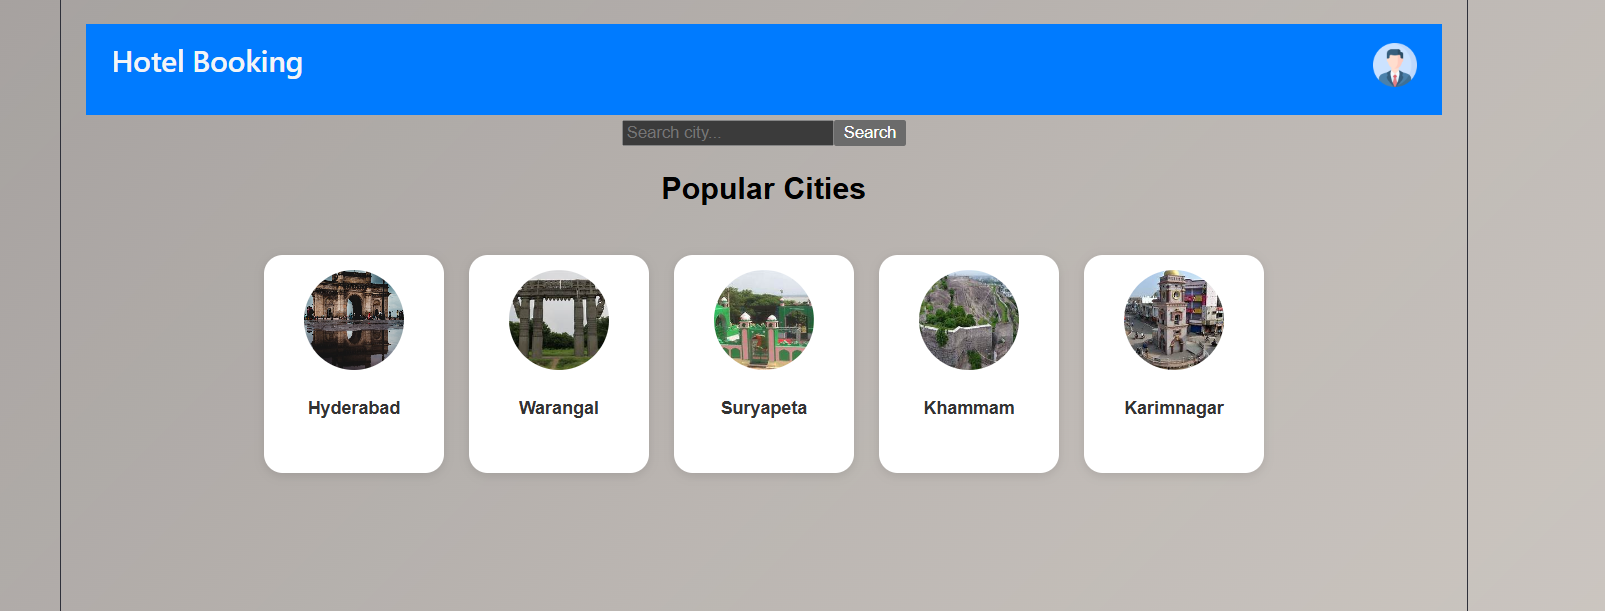 Hotel Booking
Search city... Search
Popular Cities
Hyderabad Warangal Suryapeta Khammam Karimnagar